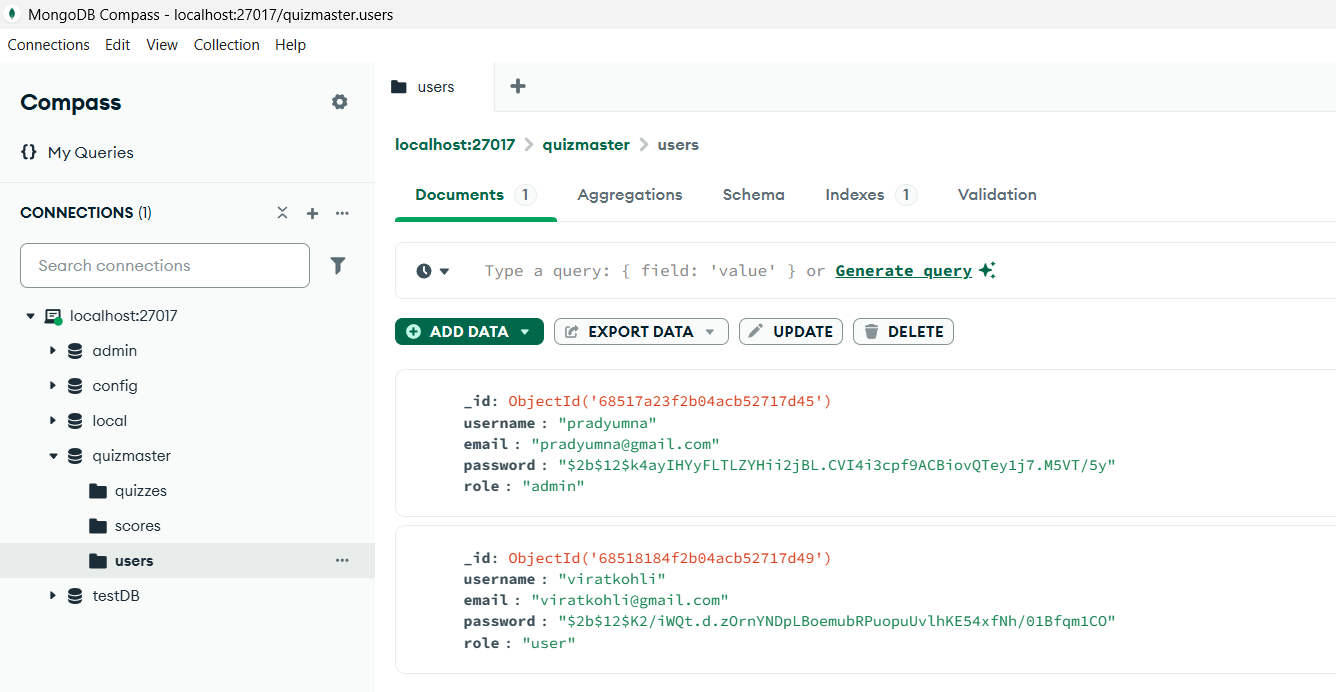 MongoDB Compass - localhost:27017/quizmaster.users
Connections Edit View Collection Help
Compass
My Queries
CONNECTIONS (1)
Search connections
localhost:27017
admin
config
local
quizmaster
quizzes
scores
users
testDB
users
localhost:27017 > quizmaster > users
Documents 1 Aggregations Schema Indexes 1 Validation
Type a query: { field: 'value' } or Generate query
ADD DATA EXPORT DATA UPDATE DELETE
_id: ObjectId('68517a23f2b04acb52717d45')
username : "pradyumna"
email : "pradyumna@gmail.com"
password : "$2b$12$k4ayIHYyFLTLZYHii2jBL.CVI4i3cpf9ACBiovQTey1j7.M5VT/5y"
role : "admin"
_id: ObjectId('68518184f2b04acb52717d49')
username : "viratkohli"
email : "viratkohli@gmail.com"
password : "$2b$12$K2/iWQt.d.zOrnYNDpLBoemubRPuopuUvlhKE54xfNh/01Bfqm1CO"
role : "user"